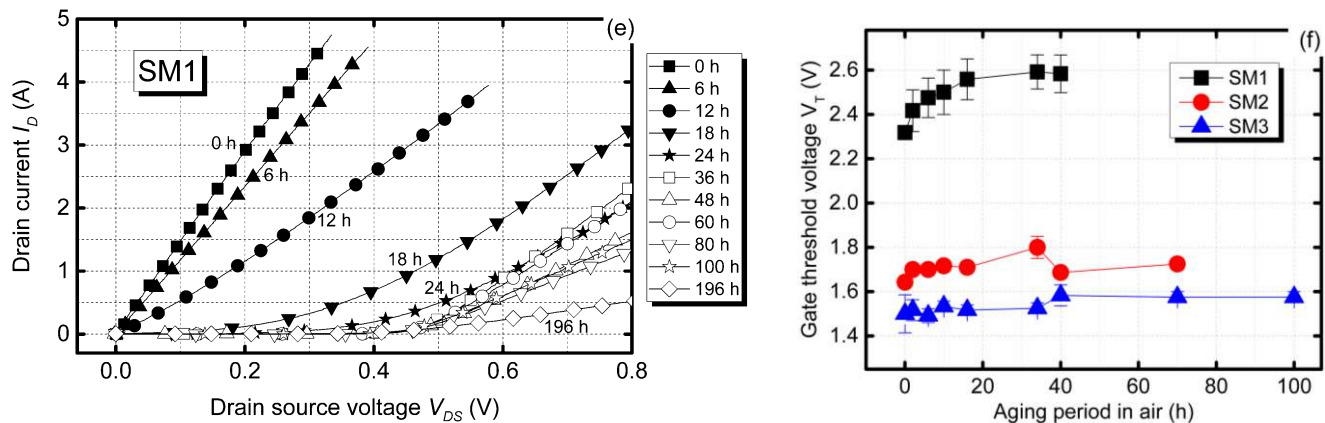 (e)
SM1
5
4
3
2
1
0
Drain current I_D (A)
0 h
6 h
12 h
18 h
24 h
196 h
0.0 0.2 0.4 0.6 0.8
Drain source voltage V_DS (V)
0 h
6 h
12 h
18 h
24 h
36 h
48 h
60 h
80 h
100 h
196 h
(f)
2.6
2.4
2.2
2.0
1.8
1.6
1.4
Gate threshold voltage V_T (V)
SM1
SM2
SM3
0 20 40 60 80 100
Aging period in air (h)